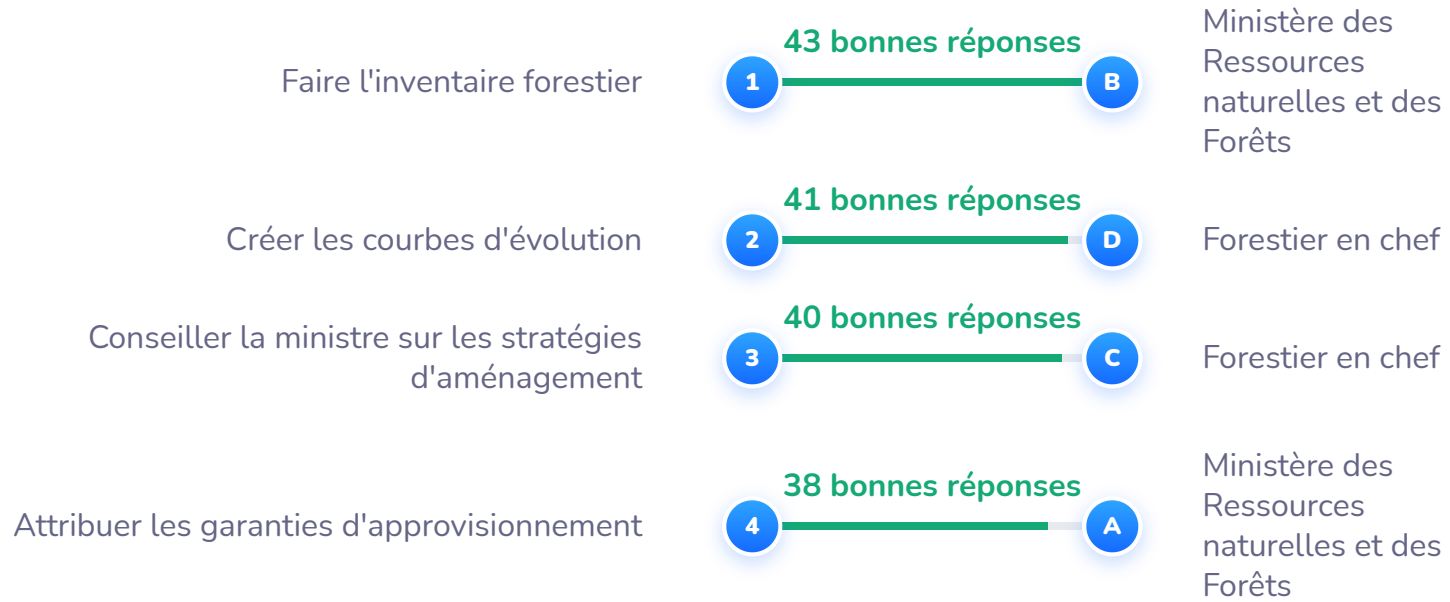 Faire l'inventaire forestier
1
43 bonnes réponses
B
Ministère des
Ressources
naturelles et des
Forêts
Créer les courbes d'évolution
2
41 bonnes réponses
D
Forestier en chef
Conseiller la ministre sur les stratégies
d'aménagement
3
40 bonnes réponses
C
Forestier en chef
Attribuer les garanties d'approvisionnement
4
38 bonnes réponses
A
Ministère des
Ressources
naturelles et des
Forêts